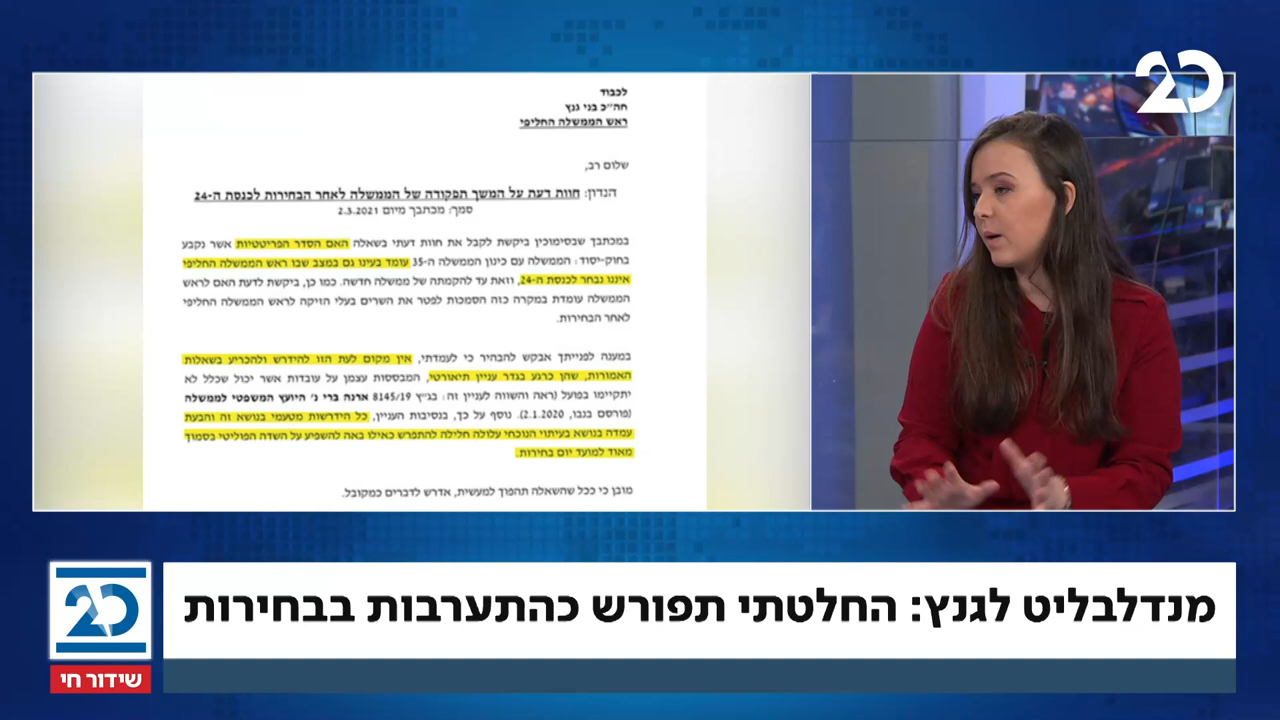 20
לכבוד
חה"כ בני גנץ
ראש הממשלה החליפי
שלום רב,
הנדון: חוות דעת על המשך תפקודה של הממשלה לאחר הבחירות לכנסת ה-24
סמך: מכתבך מיום 2.3.2021
במכתבך שבסימוכין ביקשת לקבל את חוות דעתי בשאלה האם הסדר הפריטטיות אשר נקבע
בחוק-יסוד: הממשלה עם כינון הממשלה ה-35 עומד בעינו גם במצב שבו ראש הממשלה החליפי
איננו נבחר לכנסת ה-24, וזאת עד להקמתה של ממשלה חדשה. כמו כן, ביקשת לדעת האם לראש
הממשלה עומדת במקרה כזה הסמכות לפטר את השרים בעלי הזיקה לראש הממשלה החליפי
לאחר הבחירות.
במענה לפנייתך אבקש להבהיר כי לעמדתי, אין מקום לעת הזו להידרש ולהכריע בשאלות
האמורות, שהן כרגע בגדר עניין תיאורטי, המבוססות עצמן על עובדות אשר יכול שכלל לא
יתקיימו בפועל (ראה והשווה לעניין זה: בג"ץ 8145/19 ארנה ברי נ' היועץ המשפטי לממשלה
(פורסם בנבו, 2.1.2020). נוסף על כך, בנסיבות העניין, כל הידרשות מטעמי בנושא זה והבעת
עמדה בנושא בעיתוי הנוכחי עלולה חלילה להתפרש כאילו באה להשפיע על השדה הפוליטי בסמוך
מאוד למועד יום בחירות.
מובן כי ככל שהשאלה תהפוך למעשית, אדרש לדברים כמקובל.
מנדלבליט לגנץ: החלטתי תפורש כהתערבות בבחירות
20
שידור חי